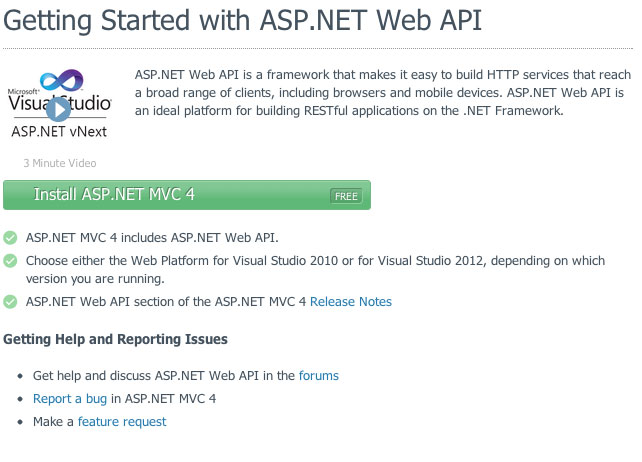 Getting Started with ASP.NET Web API
Microsoft®
Visual Studio
ASP.NET vNext
3 Minute Video
ASP.NET Web API is a framework that makes it easy to build HTTP services that reach
a broad range of clients, including browsers and mobile devices. ASP.NET Web API is
an ideal platform for building RESTful applications on the .NET Framework.
Install ASP.NET MVC 4 FREE
ASP.NET MVC 4 includes ASP.NET Web API.
Choose either the Web Platform for Visual Studio 2010 or for Visual Studio 2012, depending on which
version you are running.
ASP.NET Web API section of the ASP.NET MVC 4 Release Notes
Getting Help and Reporting Issues
• Get help and discuss ASP.NET Web API in the forums
• Report a bug in ASP.NET MVC 4
• Make a feature request